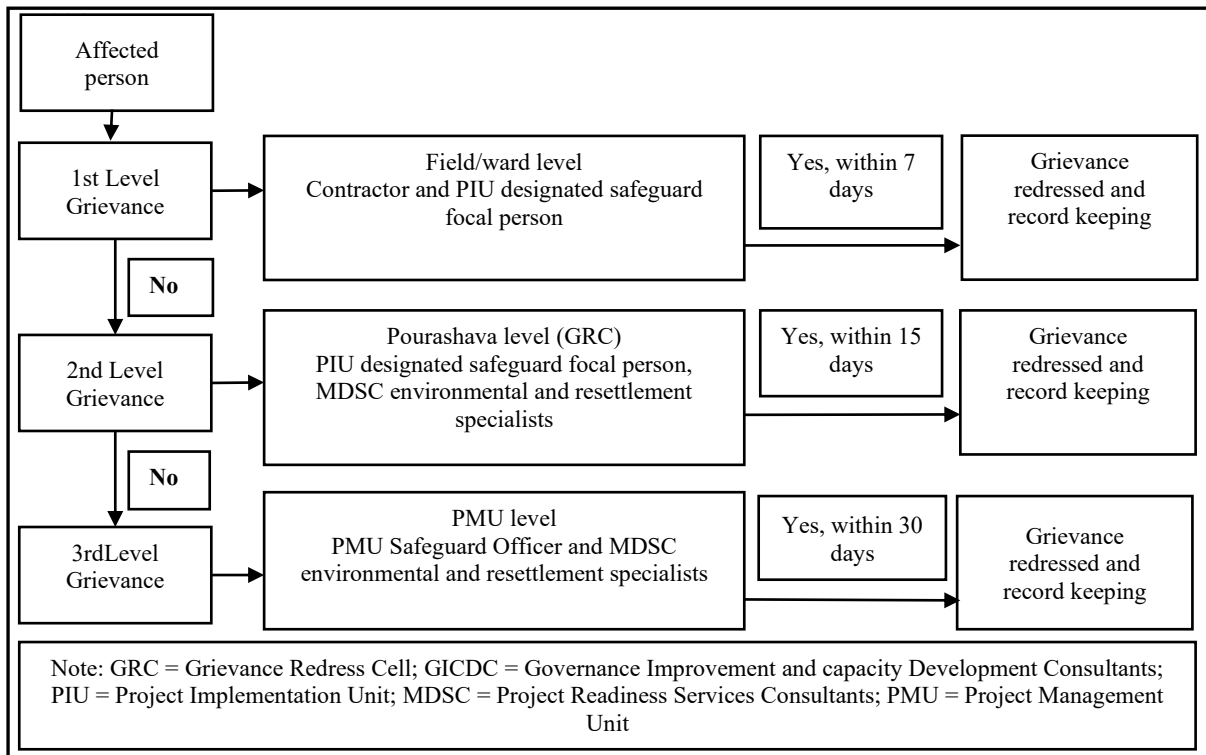 Affected
person
1st Level
Grievance
Field/ward level
Contractor and PIU designated safeguard
focal person
Yes, within 7
days
Grievance
redressed and
record keeping
No
2nd Level
Grievance
Pourashava level (GRC)
PIU designated safeguard focal person,
MDSC environmental and resettlement
specialists
Yes, within 15
days
Grievance
redressed and
record keeping
No
3rdLevel
Grievance
PMU level
PMU Safeguard Officer and MDSC
environmental and resettlement specialists
Yes, within 30
days
Grievance
redressed and
record keeping
Note: GRC = Grievance Redress Cell; GICDC = Governance Improvement and capacity Development Consultants;
PIU = Project Implementation Unit; MDSC = Project Readiness Services Consultants; PMU = Project Management
Unit